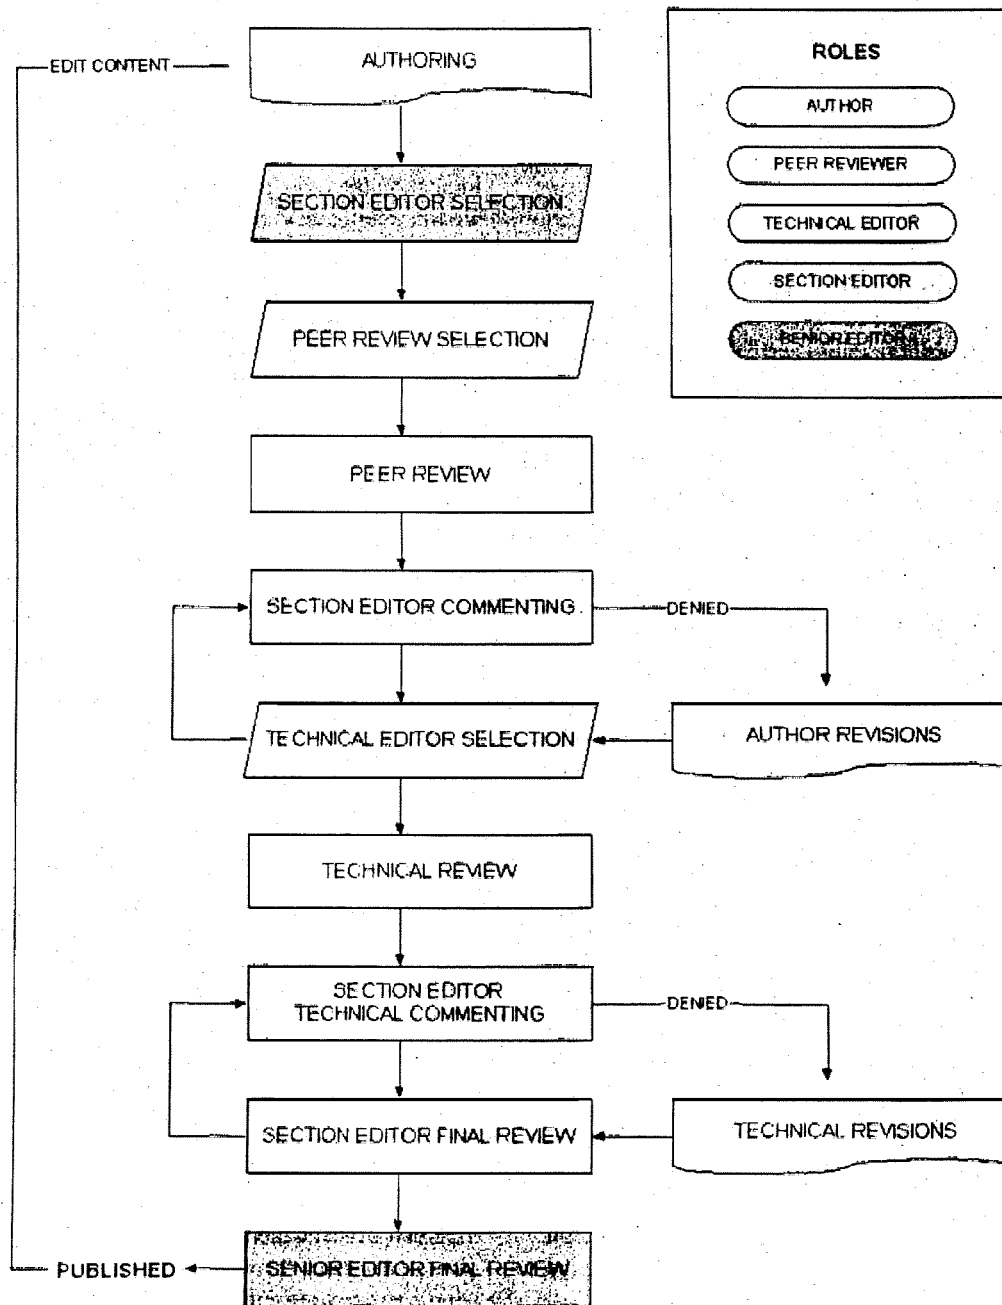 EDIT CONTENT
AUTHORING
SECTION EDITOR SELECTION
PEER REVIEW SELECTION
PEER REVIEW
SECTION EDITOR COMMENTING
DENIED
TECHNICAL EDITOR SELECTION
AUTHOR REVISIONS
TECHNICAL REVIEW
SECTION EDITOR
TECHNICAL COMMENTING
DENIED
SECTION EDITOR FINAL REVIEW
TECHNICAL REVISIONS
PUBLISHED
SENIOR EDITOR FINAL REVIEW
ROLES
AUTHOR
PEER REVIEWER
TECHNICAL EDITOR
SECTION EDITOR
SENIOR EDITOR